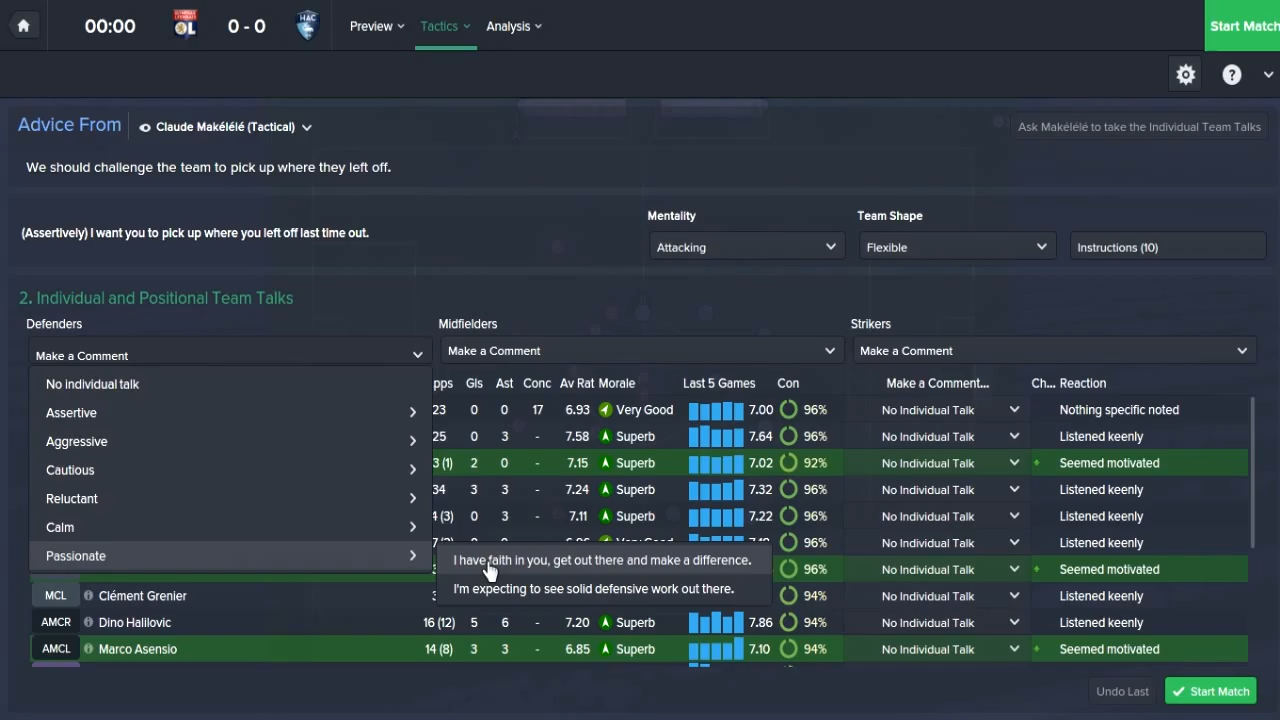 00:00 OLYMPIQUE LYONNAIS OL 0 - 0 HAC Preview Tactics Analysis Start Match
?
Advice From Claude Makélélé (Tactical) Ask Makélélé to take the Individual Team Talks
We should challenge the team to pick up where they left off.
Mentality Team Shape
(Assertively) I want you to pick up where you left off last time out. Attacking Flexible Instructions (10)
2. Individual and Positional Team Talks
Defenders Midfielders Strikers
Make a Comment Make a Comment Make a Comment
No individual talk pps Gls Ast Conc Av Rat Morale Last 5 Games Con Make a Comment... Ch... Reaction
Assertive 23 0 0 17 6.93 Very Good 7.00 96% No Individual Talk Nothing specific noted
Aggressive 25 0 3 - 7.58 Superb 7.64 96% No Individual Talk Listened keenly
Cautious 3 (1) 2 0 - 7.15 Superb 7.02 92% No Individual Talk Seemed motivated
Reluctant 34 3 3 - 7.24 Superb 7.32 96% No Individual Talk Listened keenly
Calm 4 (3) 0 3 - 7.11 Superb 7.22 96% No Individual Talk Listened keenly
96% No Individual Talk Listened keenly
Passionate I have faith in you, get out there and make a difference. 96% No Individual Talk Seemed motivated
I'm expecting to see solid defensive work out there.
MCL Clément Grenier 94% No Individual Talk Listened keenly
AMCR Dino Halilovic 16 (12) 5 6 - 7.20 Superb 7.86 94% No Individual Talk Listened keenly
AMCL Marco Asensio 14 (8) 3 3 - 6.85 Superb 7.10 94% No Individual Talk Seemed motivated
Undo Last Start Match